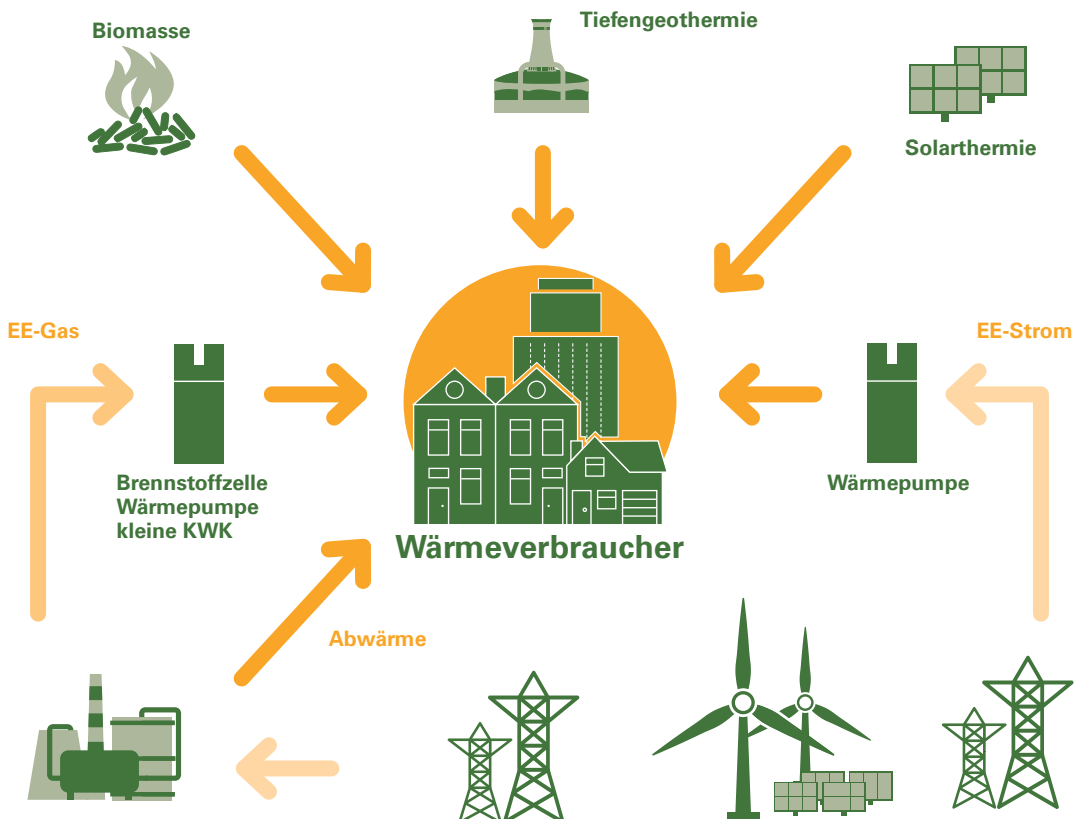 Tiefengeothermie
Biomasse
Solarthermie
EE-Gas
EE-Strom
Brennstoffzelle
Wärmepumpe
kleine KWK
Wärmepumpe
Wärmeverbraucher
Abwärme